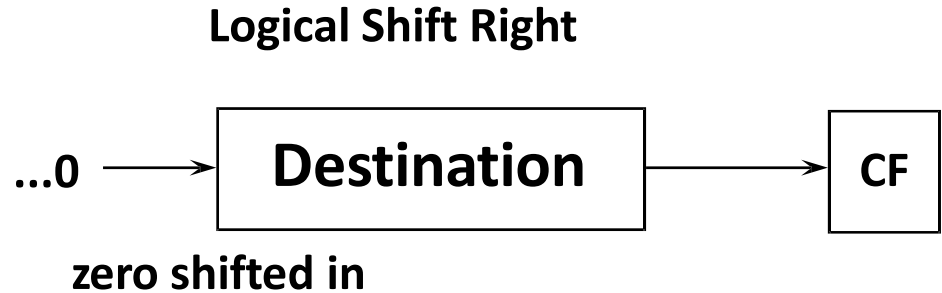 Logical Shift Right
...0
Destination
CF
zero shifted in